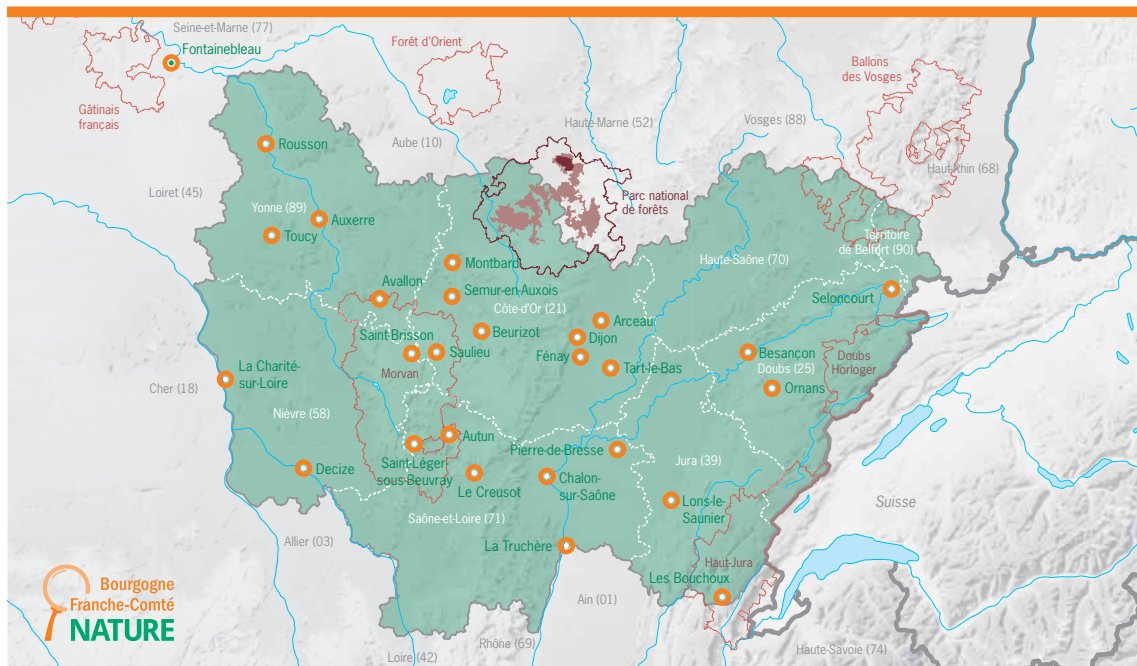 Seine-et-Marne (77)
Fontainebleau
Forêt d'Orient
Ballons
des Vosges
Gâtinais
français
Haute-Marne (52)
Vosges (88)
Aube (10)
Rousson
Haut-Rhin (68)
Loiret (45)
Parc national
de forêts
Yonne (89)
Auxerre
Toucy
Territoire
de Belfort (90)
Montbard
Haute-Saône (70)
Avallon
Semur-en-Auxois
Seloncourt
Côte-d'Or (21)
Arceau
Saint-Brisson
Beurizot
Dijon
Saulieu
Fénay
Besançon
La Charité-
sur-Loire
Morvan
Tart-le-Bas
Doubs (25)
Doubs
Horloger
Cher (18)
Ornans
Nièvre (58)
Autun
Pierre-de-Bresse
Saint-Léger-
sous-Beuvray
Jura (39)
Decize
Le Creusot
Chalon-
sur-Saône
Lons-le-
Saunier
Suisse
Saône-et-Loire (71)
Allier (03)
La Truchère
Haut-Jura
Les Bouchoux
Bourgogne
Franche-Comté
NATURE
Ain (01)
Rhône (69)
Loire (42)
Haute-Savoie (74)